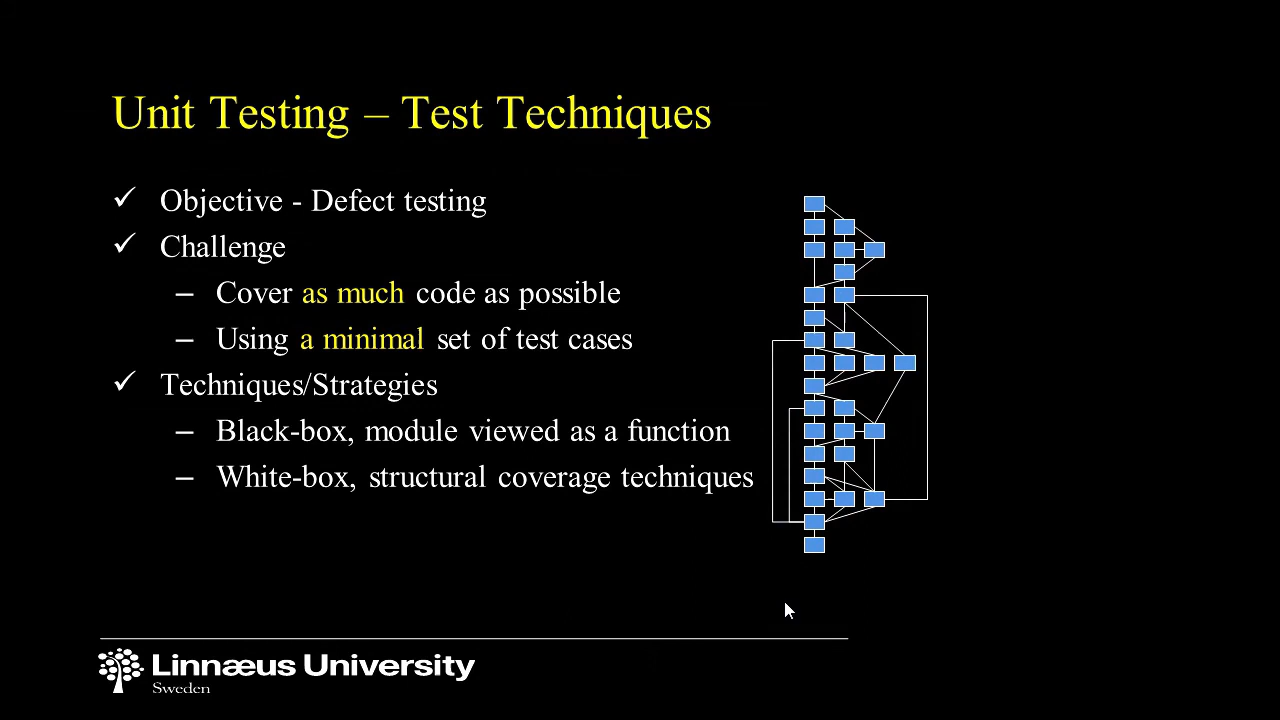 Unit Testing – Test Techniques
✓ Objective - Defect testing
✓ Challenge
– Cover as much code as possible
– Using a minimal set of test cases
✓ Techniques/Strategies
– Black-box, module viewed as a function
– White-box, structural coverage techniques
Linnæus University
Sweden